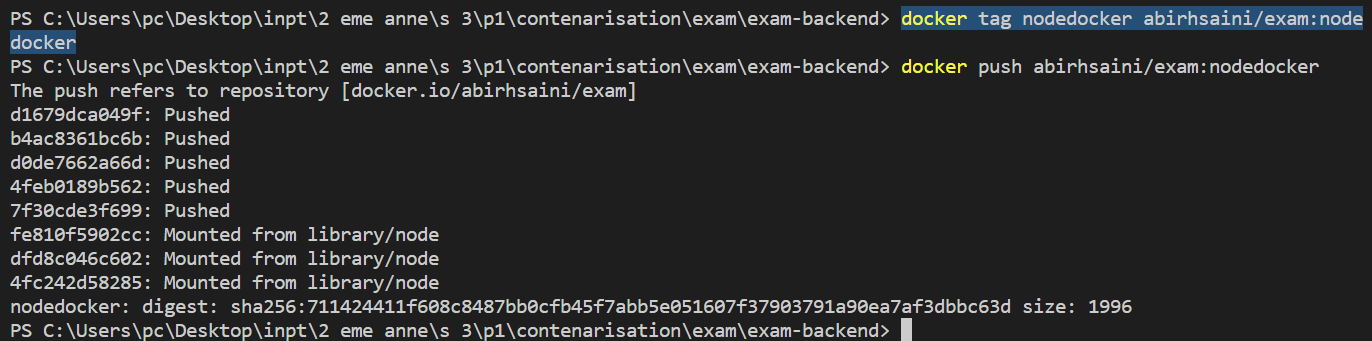 PS C:\Users\pc\Desktop\inpt\2 eme anne\s 3\p1\contenarisation\exam\exam-backend> docker tag nodedocker abirhsaini/exam:node
docker
PS C:\Users\pc\Desktop\inpt\2 eme anne\s 3\p1\contenarisation\exam\exam-backend> docker push abirhsaini/exam:nodedocker
The push refers to repository [docker.io/abirhsaini/exam]
d1679dca049f: Pushed
b4ac8361bc6b: Pushed
d0de7662a66d: Pushed
4feb0189b562: Pushed
7f30cde3f699: Pushed
fe810f5902cc: Mounted from library/node
dfd8c046c602: Mounted from library/node
4fc242d58285: Mounted from library/node
nodedocker: digest: sha256:711424411f608c8487bb0cfb45f7abb5e051607f37903791a90ea7af3dbbc63d size: 1996
PS C:\Users\pc\Desktop\inpt\2 eme anne\s 3\p1\contenarisation\exam\exam-backend>